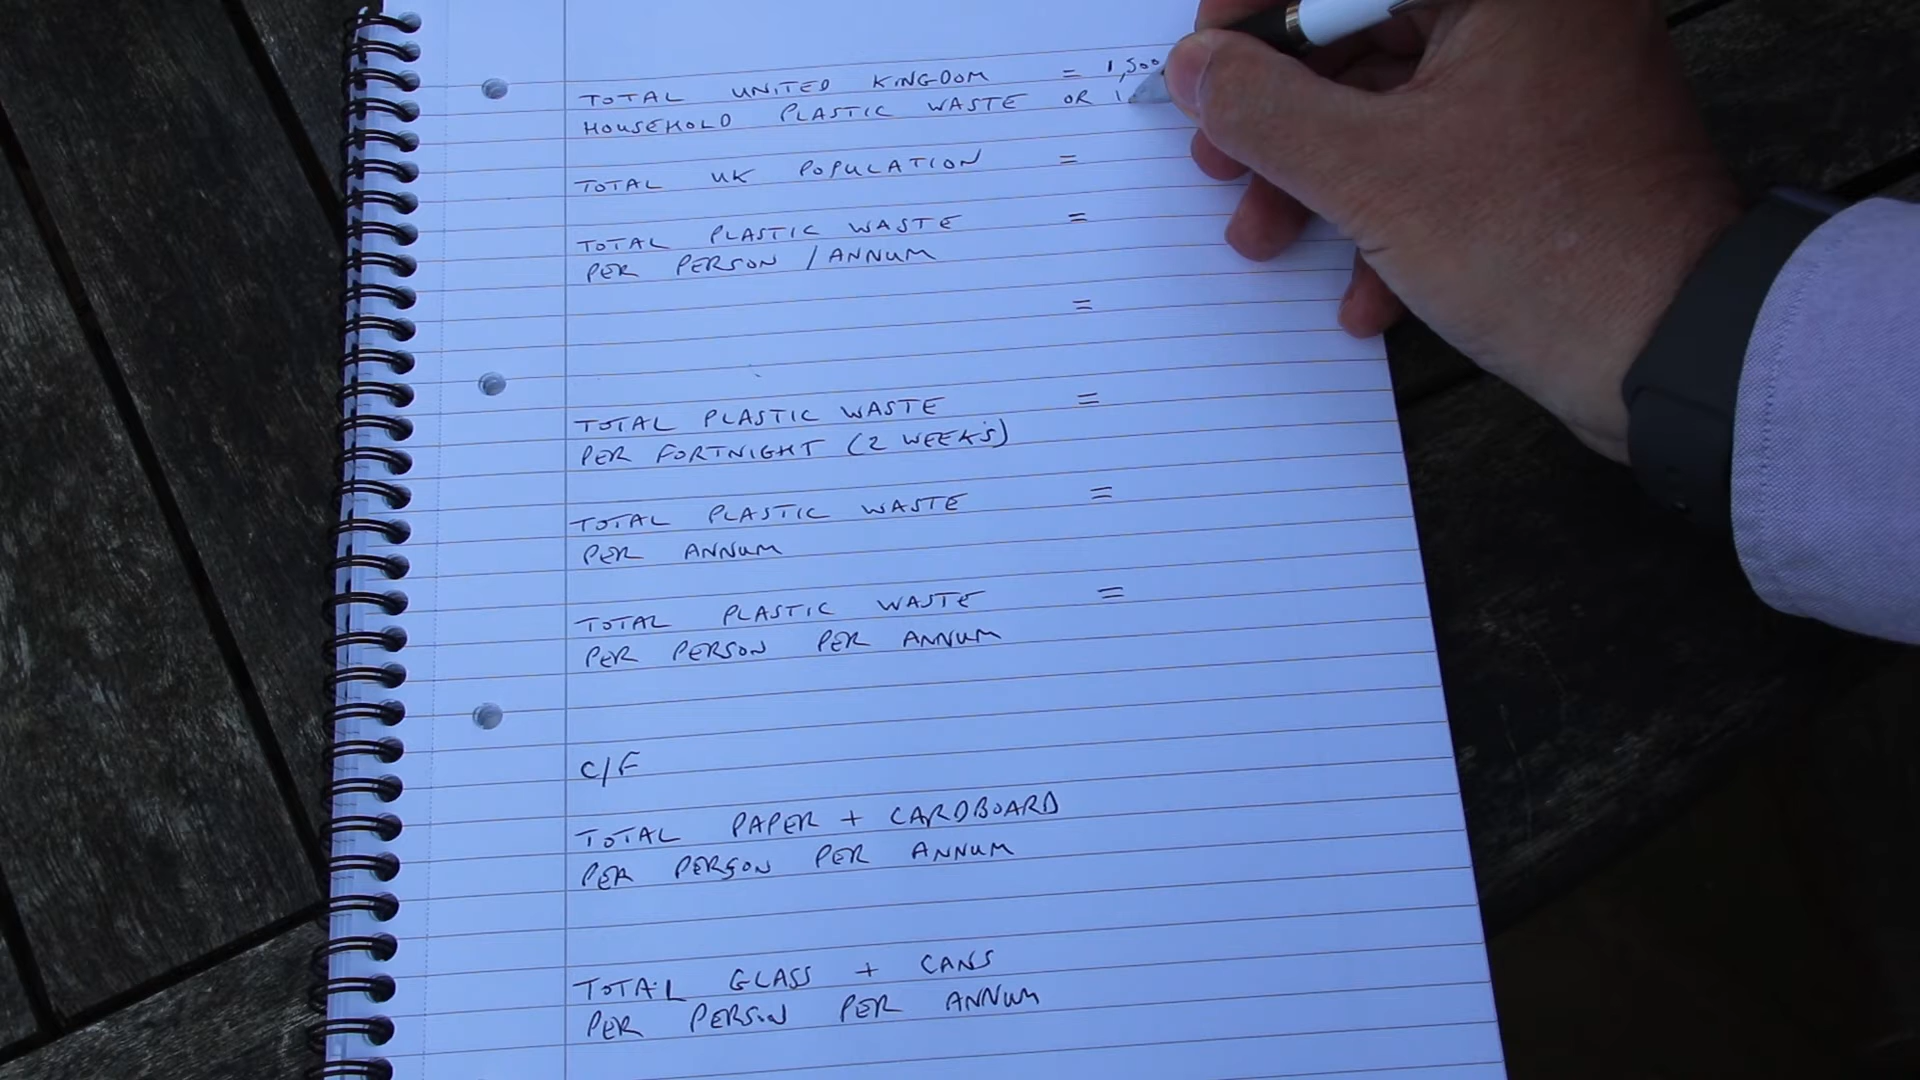 TOTAL UNITED KINGDOM = 1,500
HOUSEHOLD PLASTIC WASTE OR 1.
TOTAL UK POPULATION =
TOTAL PLASTIC WASTE =
PER PERSON / ANNUM
=
TOTAL PLASTIC WASTE =
PER FORTNIGHT (2 WEEKS)
TOTAL PLASTIC WASTE =
PER ANNUM
TOTAL PLASTIC WASTE =
PER PERSON PER ANNUM
C/F
TOTAL PAPER + CARDBOARD
PER PERSON PER ANNUM
TOTAL GLASS + CANS
PER PERSON PER ANNUM